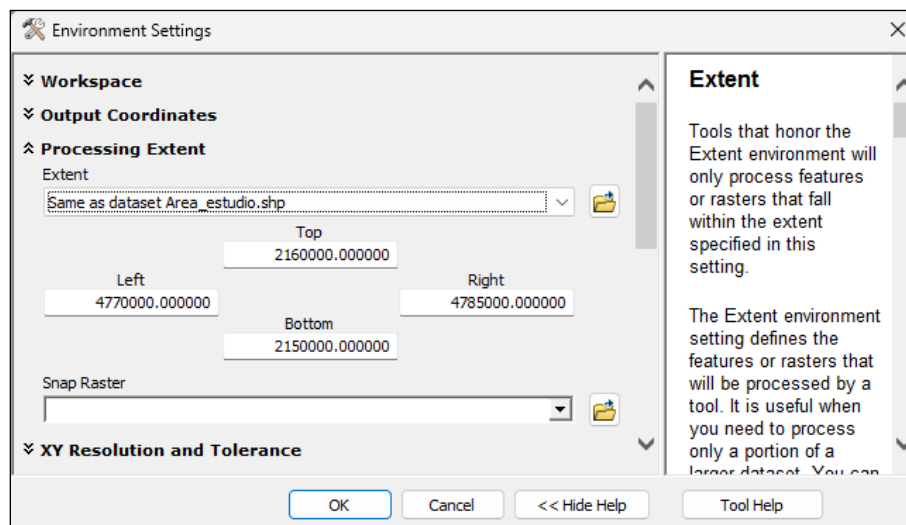 Environment Settings
Workspace
Output Coordinates
Processing Extent
Extent
Same as dataset Area_estudio.shp
Top
2160000.000000
Left
Right
4770000.000000
4785000.000000
Bottom
2150000.000000
Snap Raster
XY Resolution and Tolerance
Extent
Tools that honor the
Extent environment will
only process features
or rasters that fall
within the extent
specified in this
setting.
The Extent environment
setting defines the
features or rasters that
will be processed by a
tool. It is useful when
you need to process
only a portion of a
larger dataset. You can
OK
Cancel
<< Hide Help
Tool Help